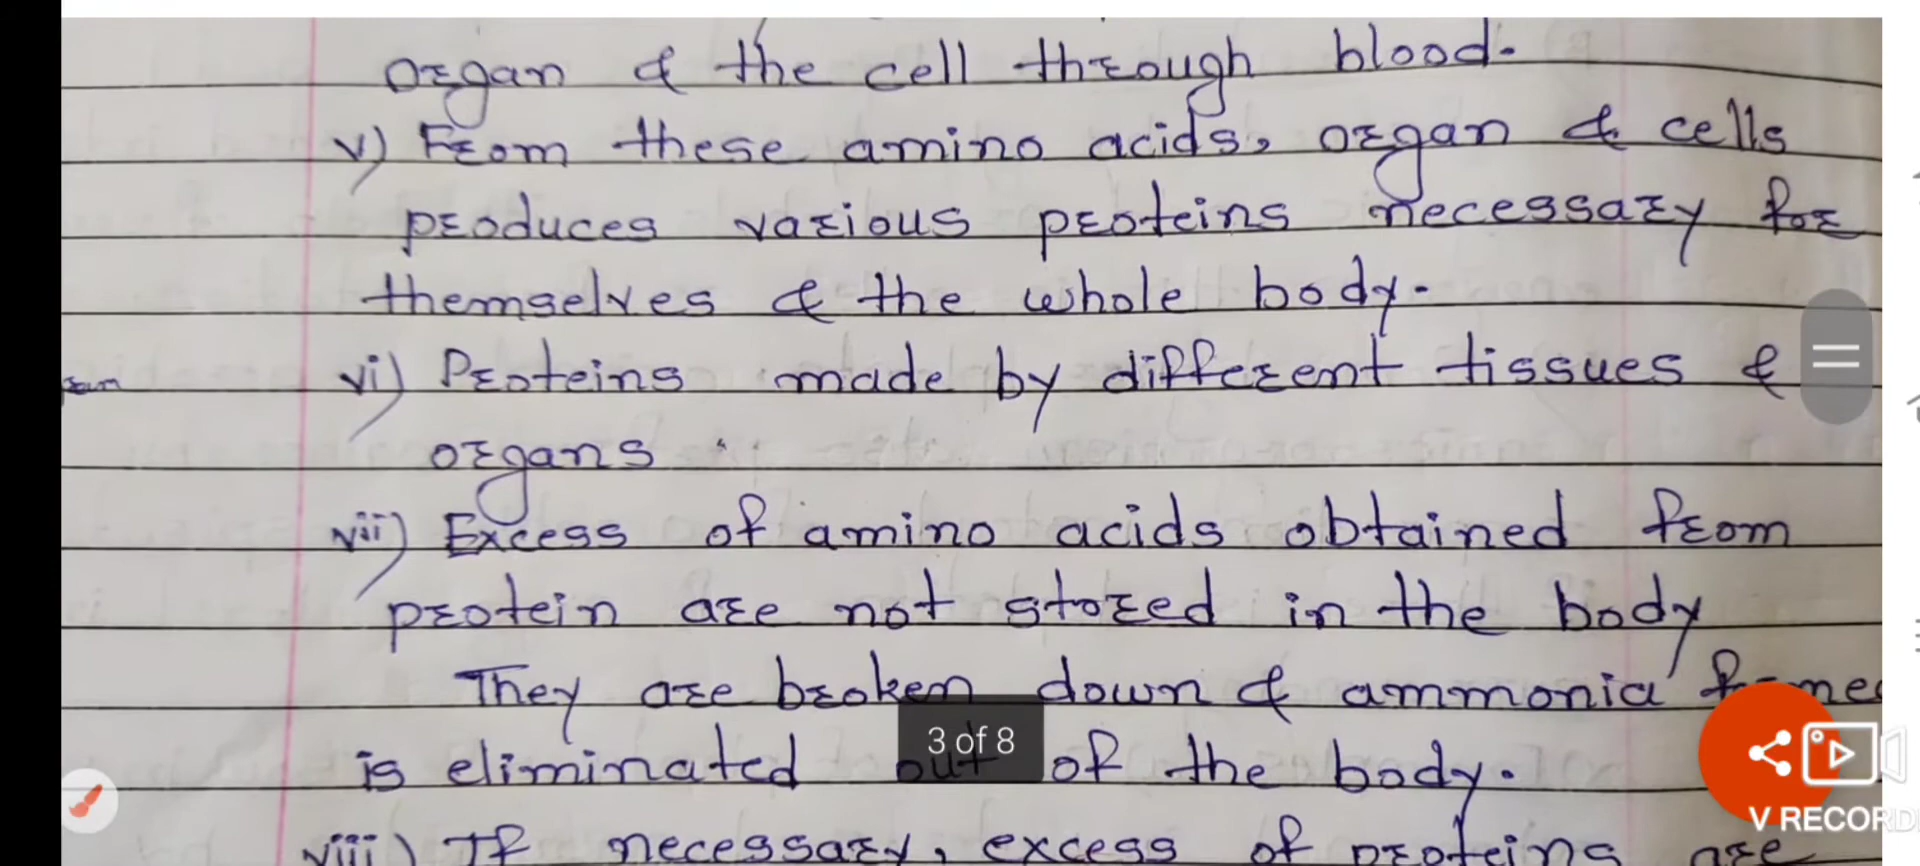 organ & the cell through blood.
v) From these amino acids, organ & cells
produces various proteins necessary for
themselves & the whole body.
vi) Proteins made by different tissues &
organs
vii) Excess of amino acids obtained from
protein are not stored in the body
They are broken down & ammonia
is eliminated out of the body.
3 of 8
viii) If necessary, excess of proteins are
V RECORD